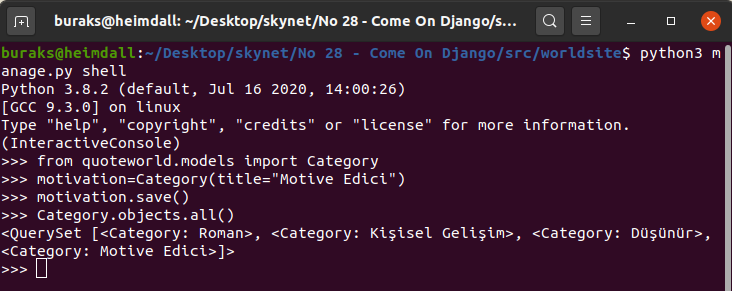 buraks@heimdall: ~/Desktop/skynet/No 28 - Come On Django/s...
buraks@heimdall:~/Desktop/skynet/No 28 - Come On Django/src/worldsite$ python3 m
anage.py shell
Python 3.8.2 (default, Jul 16 2020, 14:00:26)
[GCC 9.3.0] on linux
Type "help", "copyright", "credits" or "license" for more information.
(InteractiveConsole)
>>> from quoteworld.models import Category
>>> motivation=Category(title="Motive Edici")
>>> motivation.save()
>>> Category.objects.all()
<QuerySet [<Category: Roman>, <Category: Kişisel Gelişim>, <Category: Düşünür>,
<Category: Motive Edici>]>
>>>